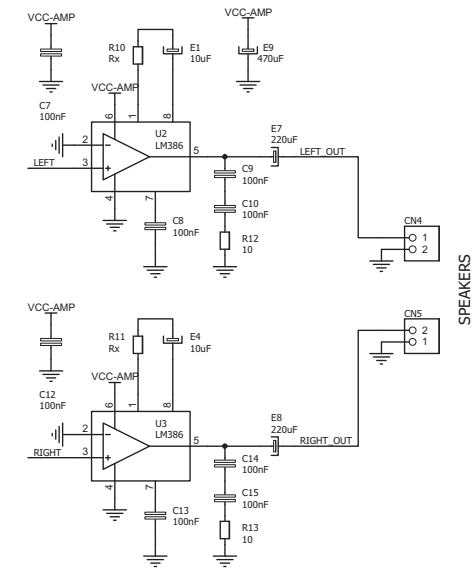 VCC-AMP
VCC-AMP
R10
Rx
E1
10uF
E9
470uF
C7
100nF
VCC-AMP
6
1
8
U2
LM386
2
LEFT
3
5
4
7
C8
100nF
C9
100nF
C10
100nF
R12
10
E7
220uF
LEFT_OUT
CN4
1
2
SPEAKERS
VCC-AMP
R11
Rx
E4
10uF
C12
100nF
VCC-AMP
6
1
8
U3
LM386
2
RIGHT
3
5
4
7
C13
100nF
C14
100nF
C15
100nF
R13
10
E8
220uF
RIGHT_OUT
CN5
2
1